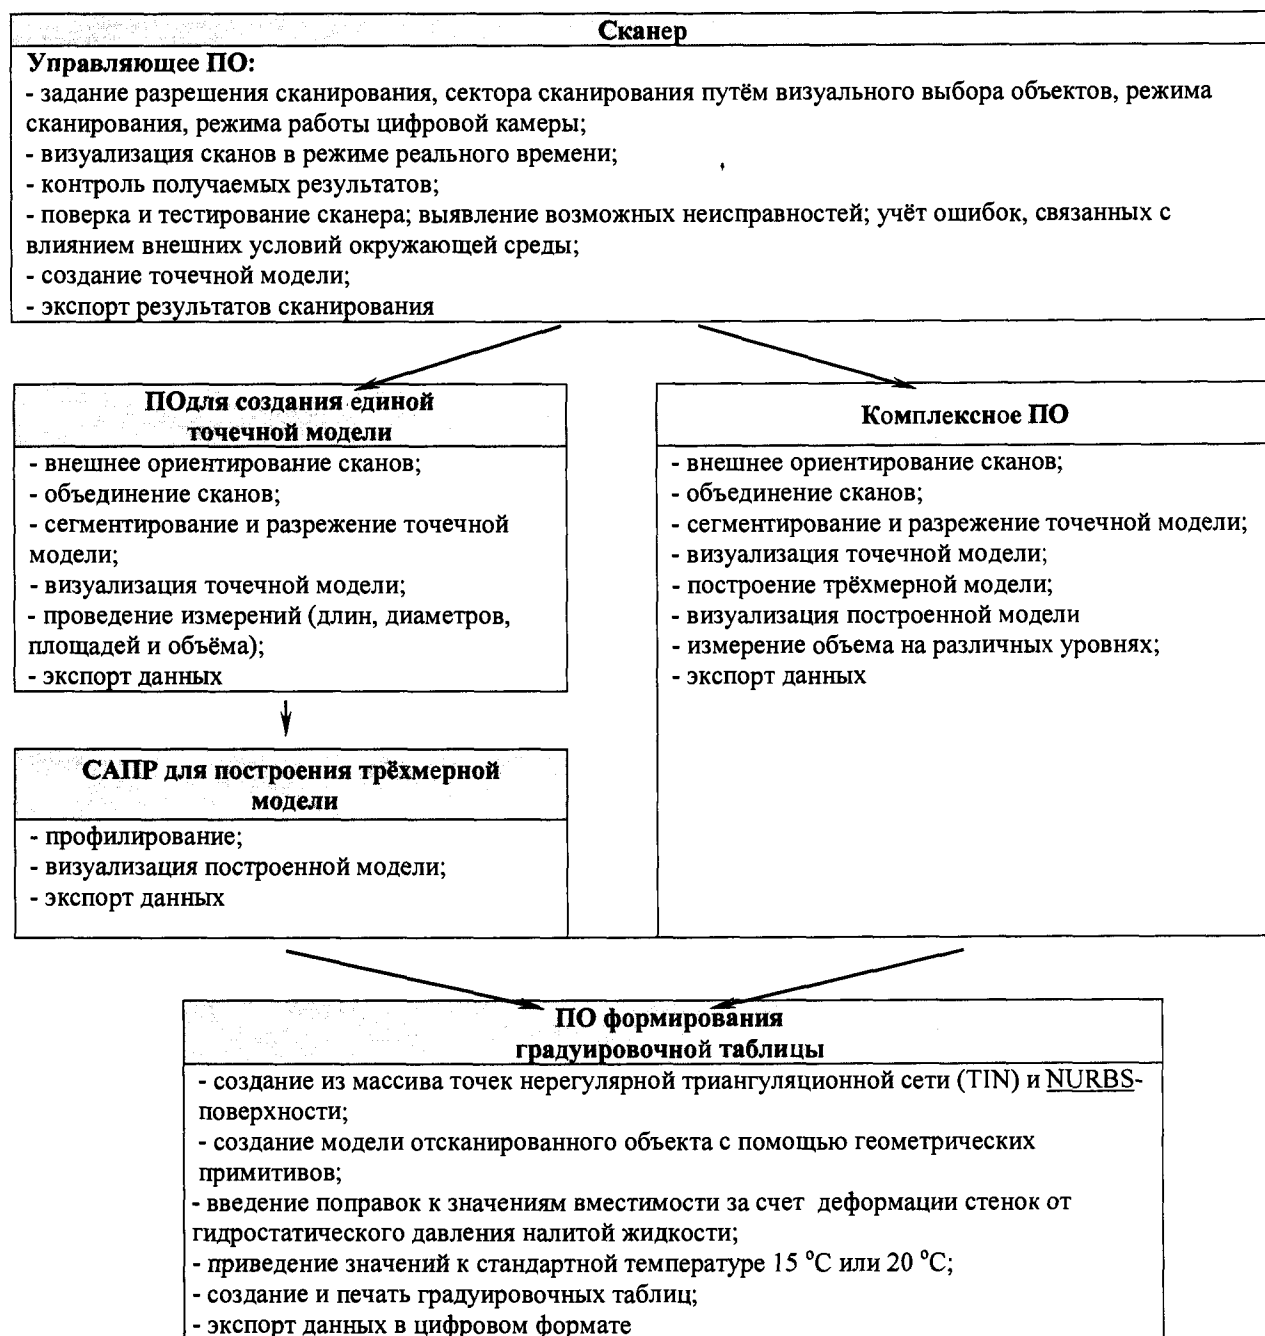 Сканер
Управляющее ПО:
- задание разрешения сканирования, сектора сканирования путём визуального выбора объектов, режима
сканирования, режима работы цифровой камеры;
- визуализация сканов в режиме реального времени;
- контроль получаемых результатов;
- поверка и тестирование сканера; выявление возможных неисправностей; учёт ошибок, связанных с
влиянием внешних условий окружающей среды;
- создание точечной модели;
- экспорт результатов сканирования
ПОдля создания единой
точечной модели
- внешнее ориентирование сканов;
- объединение сканов;
- сегментирование и разрежение точечной
модели;
- визуализация точечной модели;
- проведение измерений (длин, диаметров,
площадей и объёма);
- экспорт данных
САПР для построения трёхмерной
модели
- профилирование;
- визуализация построенной модели;
- экспорт данных
Комплексное ПО
- внешнее ориентирование сканов;
- объединение сканов;
- сегментирование и разрежение точечной модели;
- визуализация точечной модели;
- построение трёхмерной модели;
- визуализация построенной модели
- измерение объема на различных уровнях;
- экспорт данных
ПО формирования
градуировочной таблицы
- создание из массива точек нерегулярной триангуляционной сети (TIN) и NURBS-
поверхности;
- создание модели отсканированного объекта с помощью геометрических
примитивов;
- введение поправок к значениям вместимости за счет деформации стенок от
гидростатического давления налитой жидкости;
- приведение значений к стандартной температуре 15 °C или 20 °C;
- создание и печать градуировочных таблиц;
- экспорт данных в цифровом формате